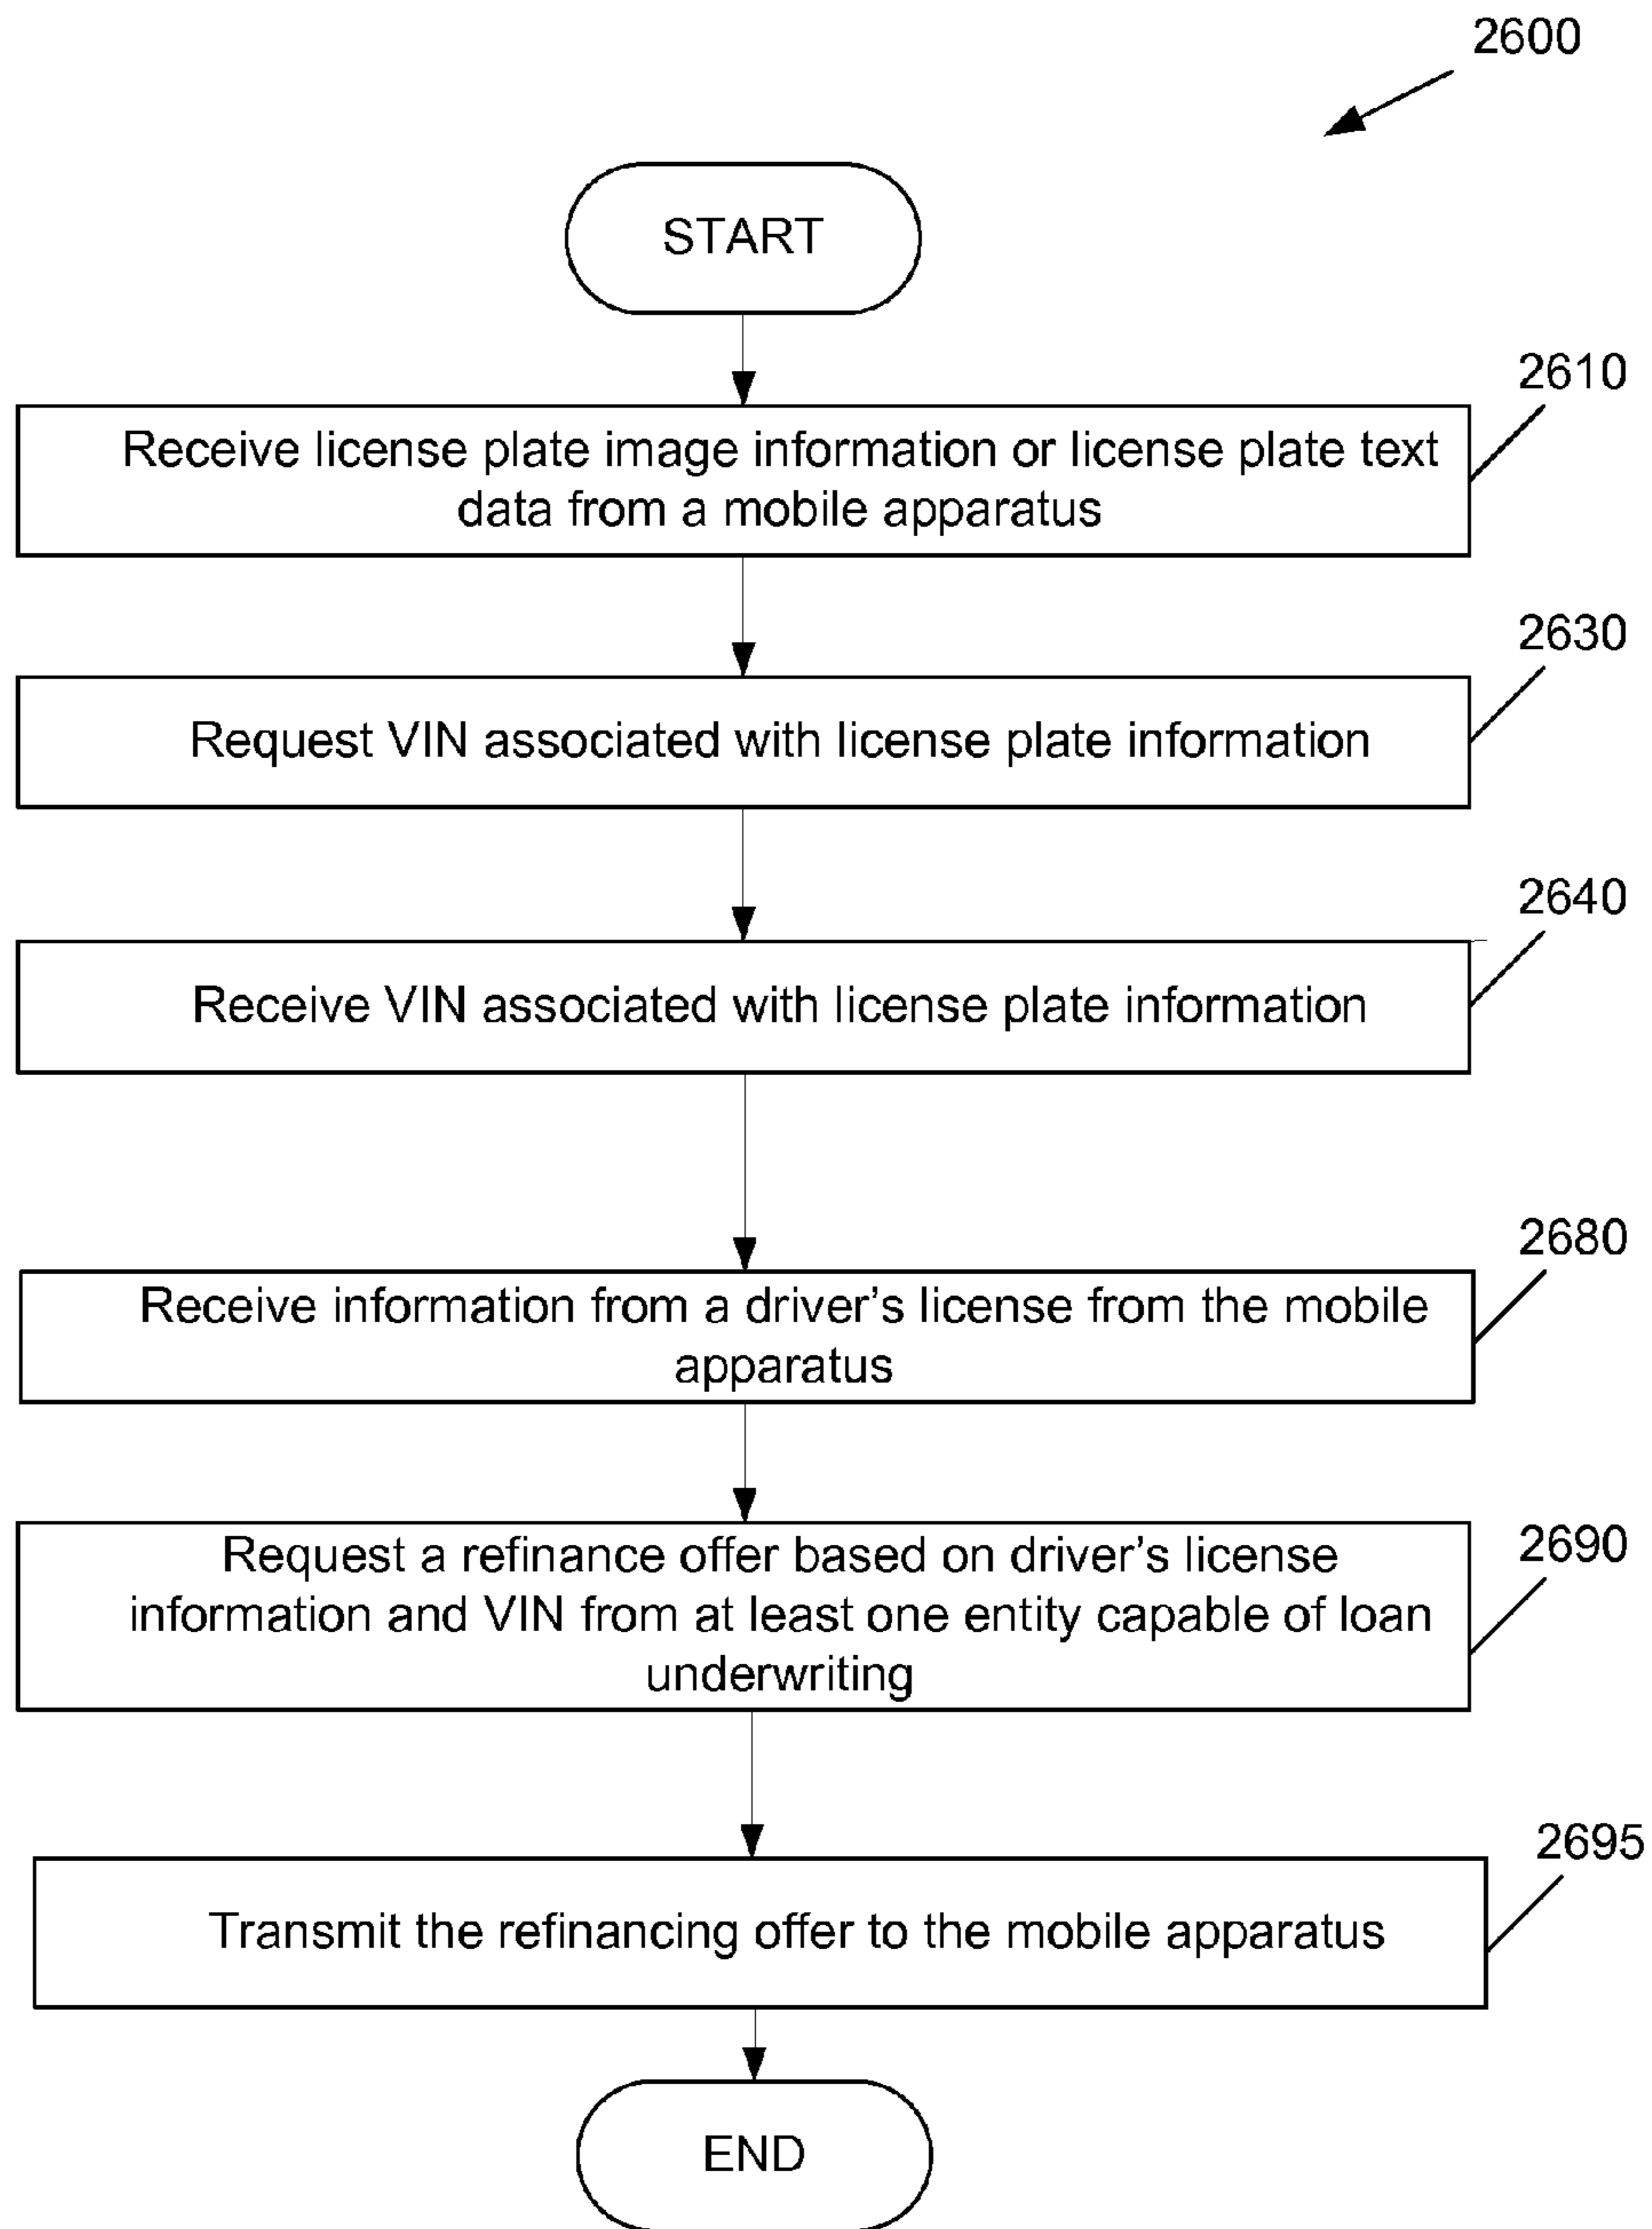 2600
START
2610
Receive license plate image information or license plate text
data from a mobile apparatus
2630
Request VIN associated with license plate information
2640
Receive VIN associated with license plate information
2680
Receive information from a driver’s license from the mobile
apparatus
2690
Request a refinance offer based on driver’s license
information and VIN from at least one entity capable of loan
underwriting
2695
Transmit the refinancing offer to the mobile apparatus
END